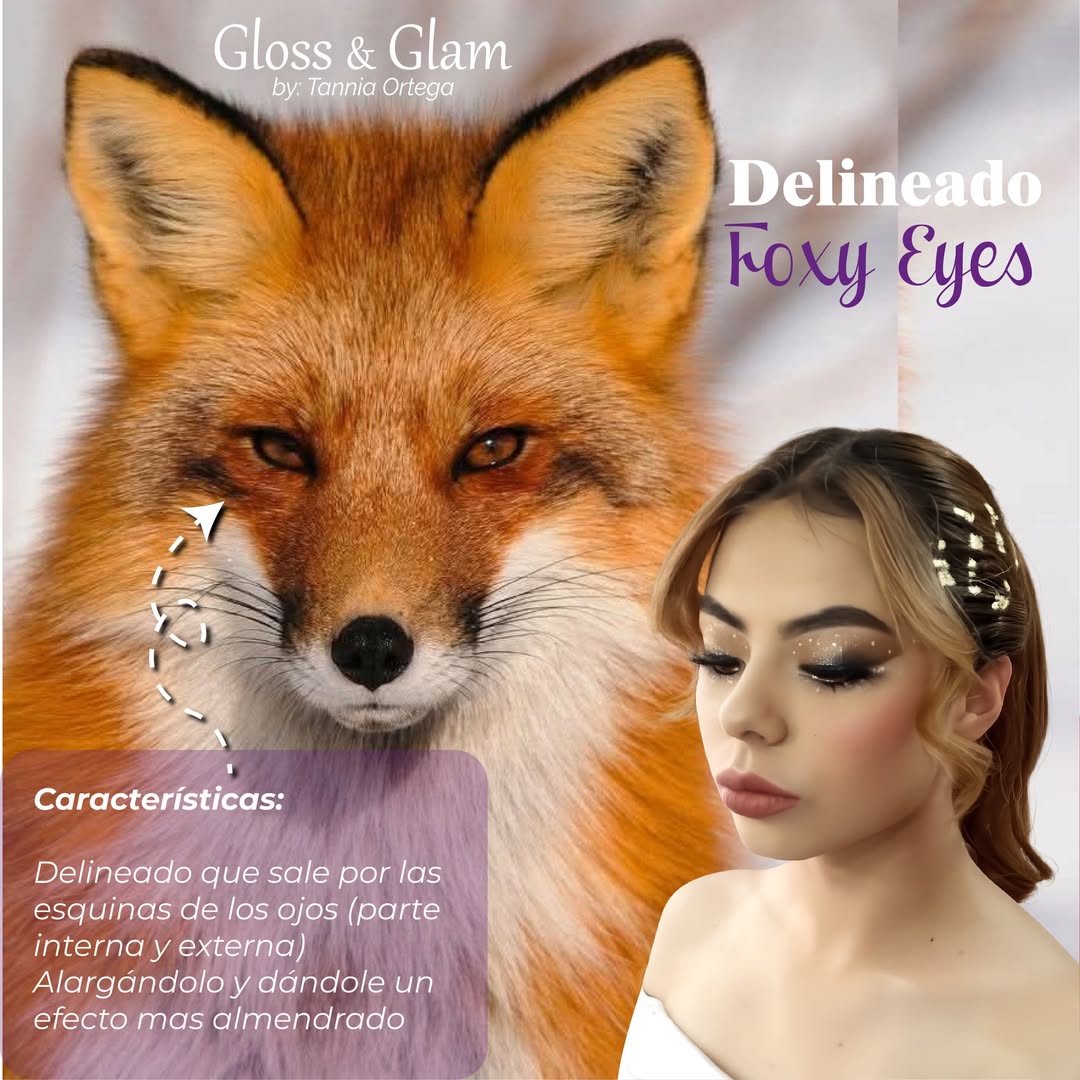 Gloss & Glam
by: Tannia Ortega
Delineado
Foxy Eyes
Características:
Delineado que sale por las
esquinas de los ojos (parte
interna y externa)
Alargándolo y dándole un
efecto mas almendrado